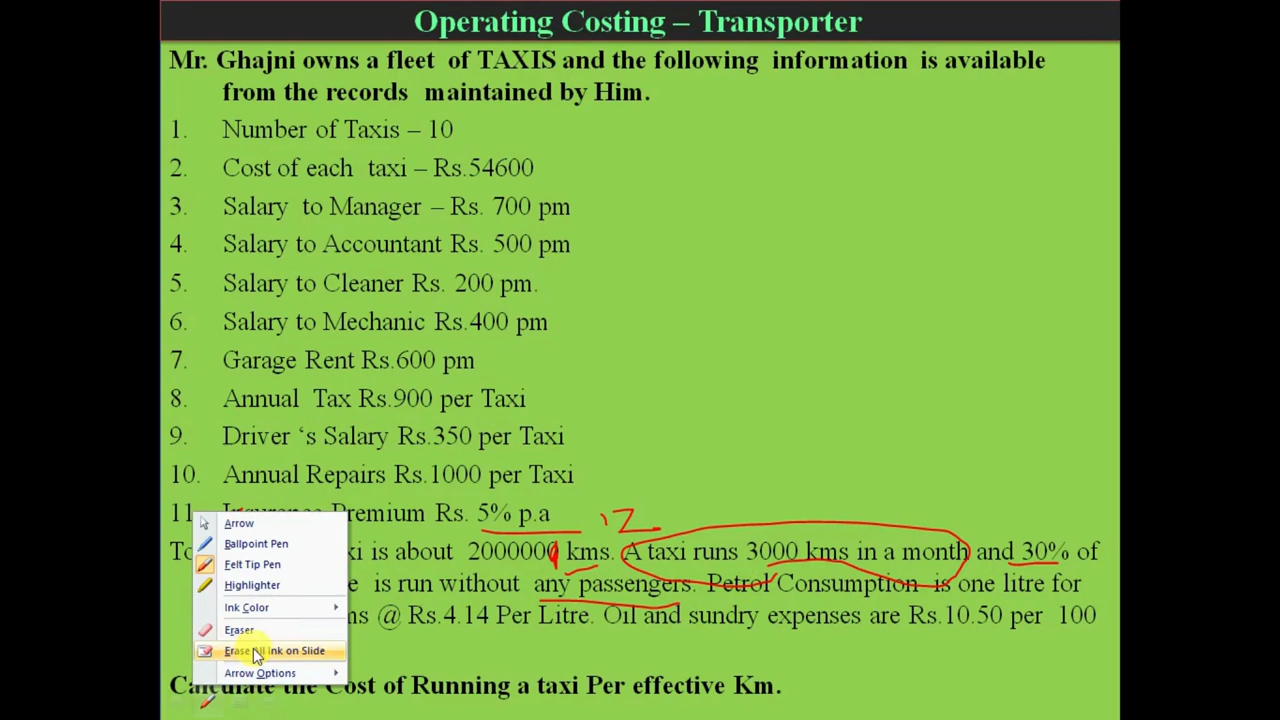 Operating Costing – Transporter
Mr. Ghajni owns a fleet of TAXIS and the following information is available
from the records maintained by Him.
1. Number of Taxis – 10
2. Cost of each taxi – Rs.54600
3. Salary to Manager – Rs. 700 pm
4. Salary to Accountant Rs. 500 pm
5. Salary to Cleaner Rs. 200 pm.
6. Salary to Mechanic Rs.400 pm
7. Garage Rent Rs.600 pm
8. Annual Tax Rs.900 per Taxi
9. Driver ‘s Salary Rs.350 per Taxi
10. Annual Repairs Rs.1000 per Taxi
11. Insurance Premium Rs. 5% p.a
is about 2000000 kms. A taxi runs 3000 kms in a month and 30% of
is run without any passengers. Petrol Consumption is one litre for
@ Rs.4.14 Per Litre. Oil and sundry expenses are Rs.10.50 per 100
Calculate the Cost of Running a taxi Per effective Km.
Arrow
Ballpoint Pen
Felt Tip Pen
Highlighter
Ink Color
Eraser
Erase All Ink on Slide
Arrow Options